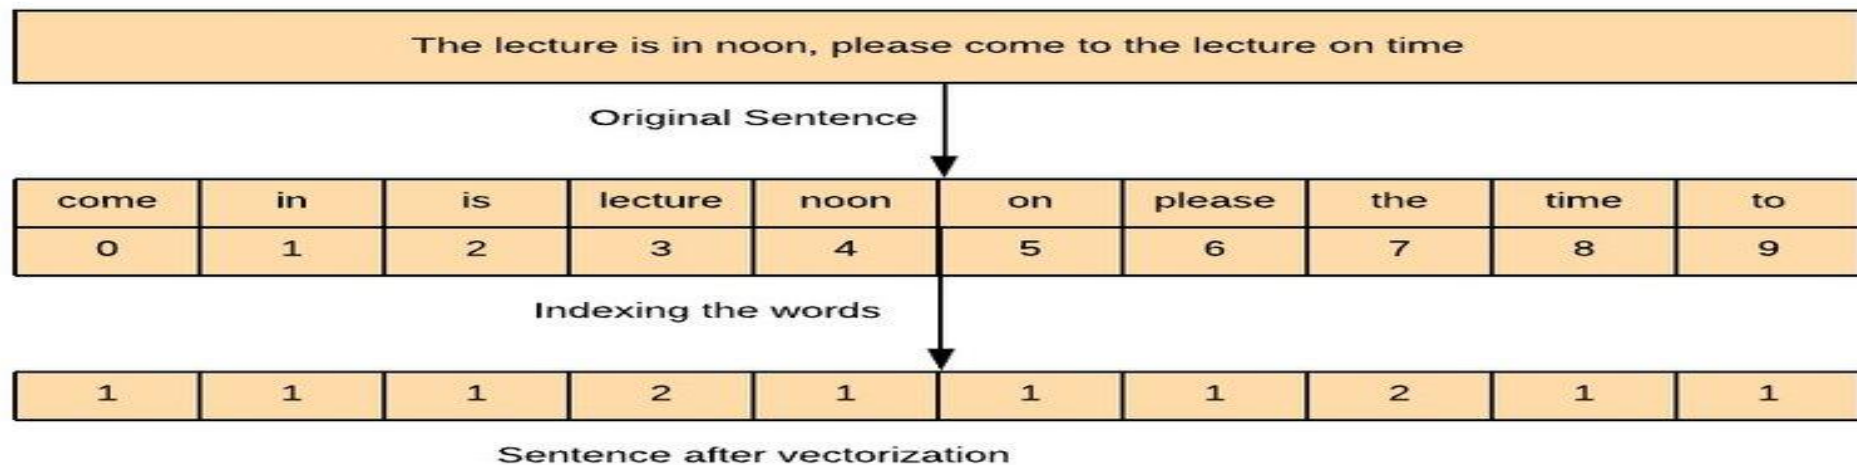 The lecture is in noon, please come to the lecture on time
Original Sentence
come in is lecture noon on please the time to
0 1 2 3 4 5 6 7 8 9
Indexing the words
1 1 1 2 1 1 1 2 1 1
Sentence after vectorization